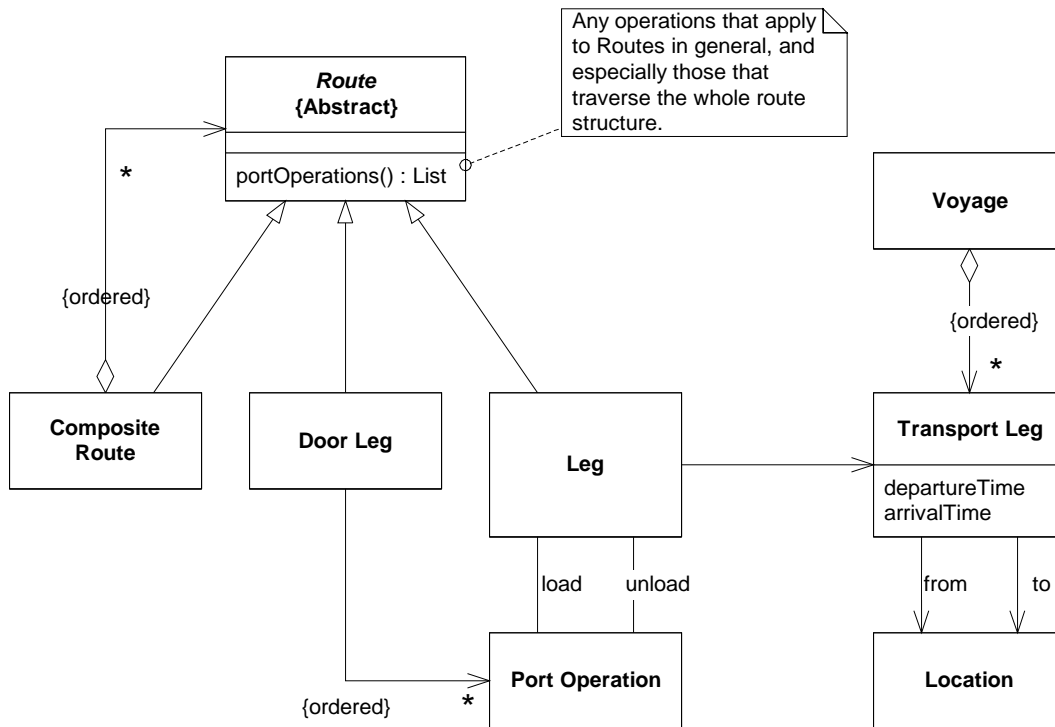 Any operations that apply
to Routes in general, and
especially those that
traverse the whole route
structure.
Route
{Abstract}
portOperations() : List
*
{ordered}
Voyage
{ordered}
*
Composite
Route
Door Leg
Leg
Transport Leg
departureTime
arrivalTime
load
unload
from
to
Port Operation
Location
{ordered}
*